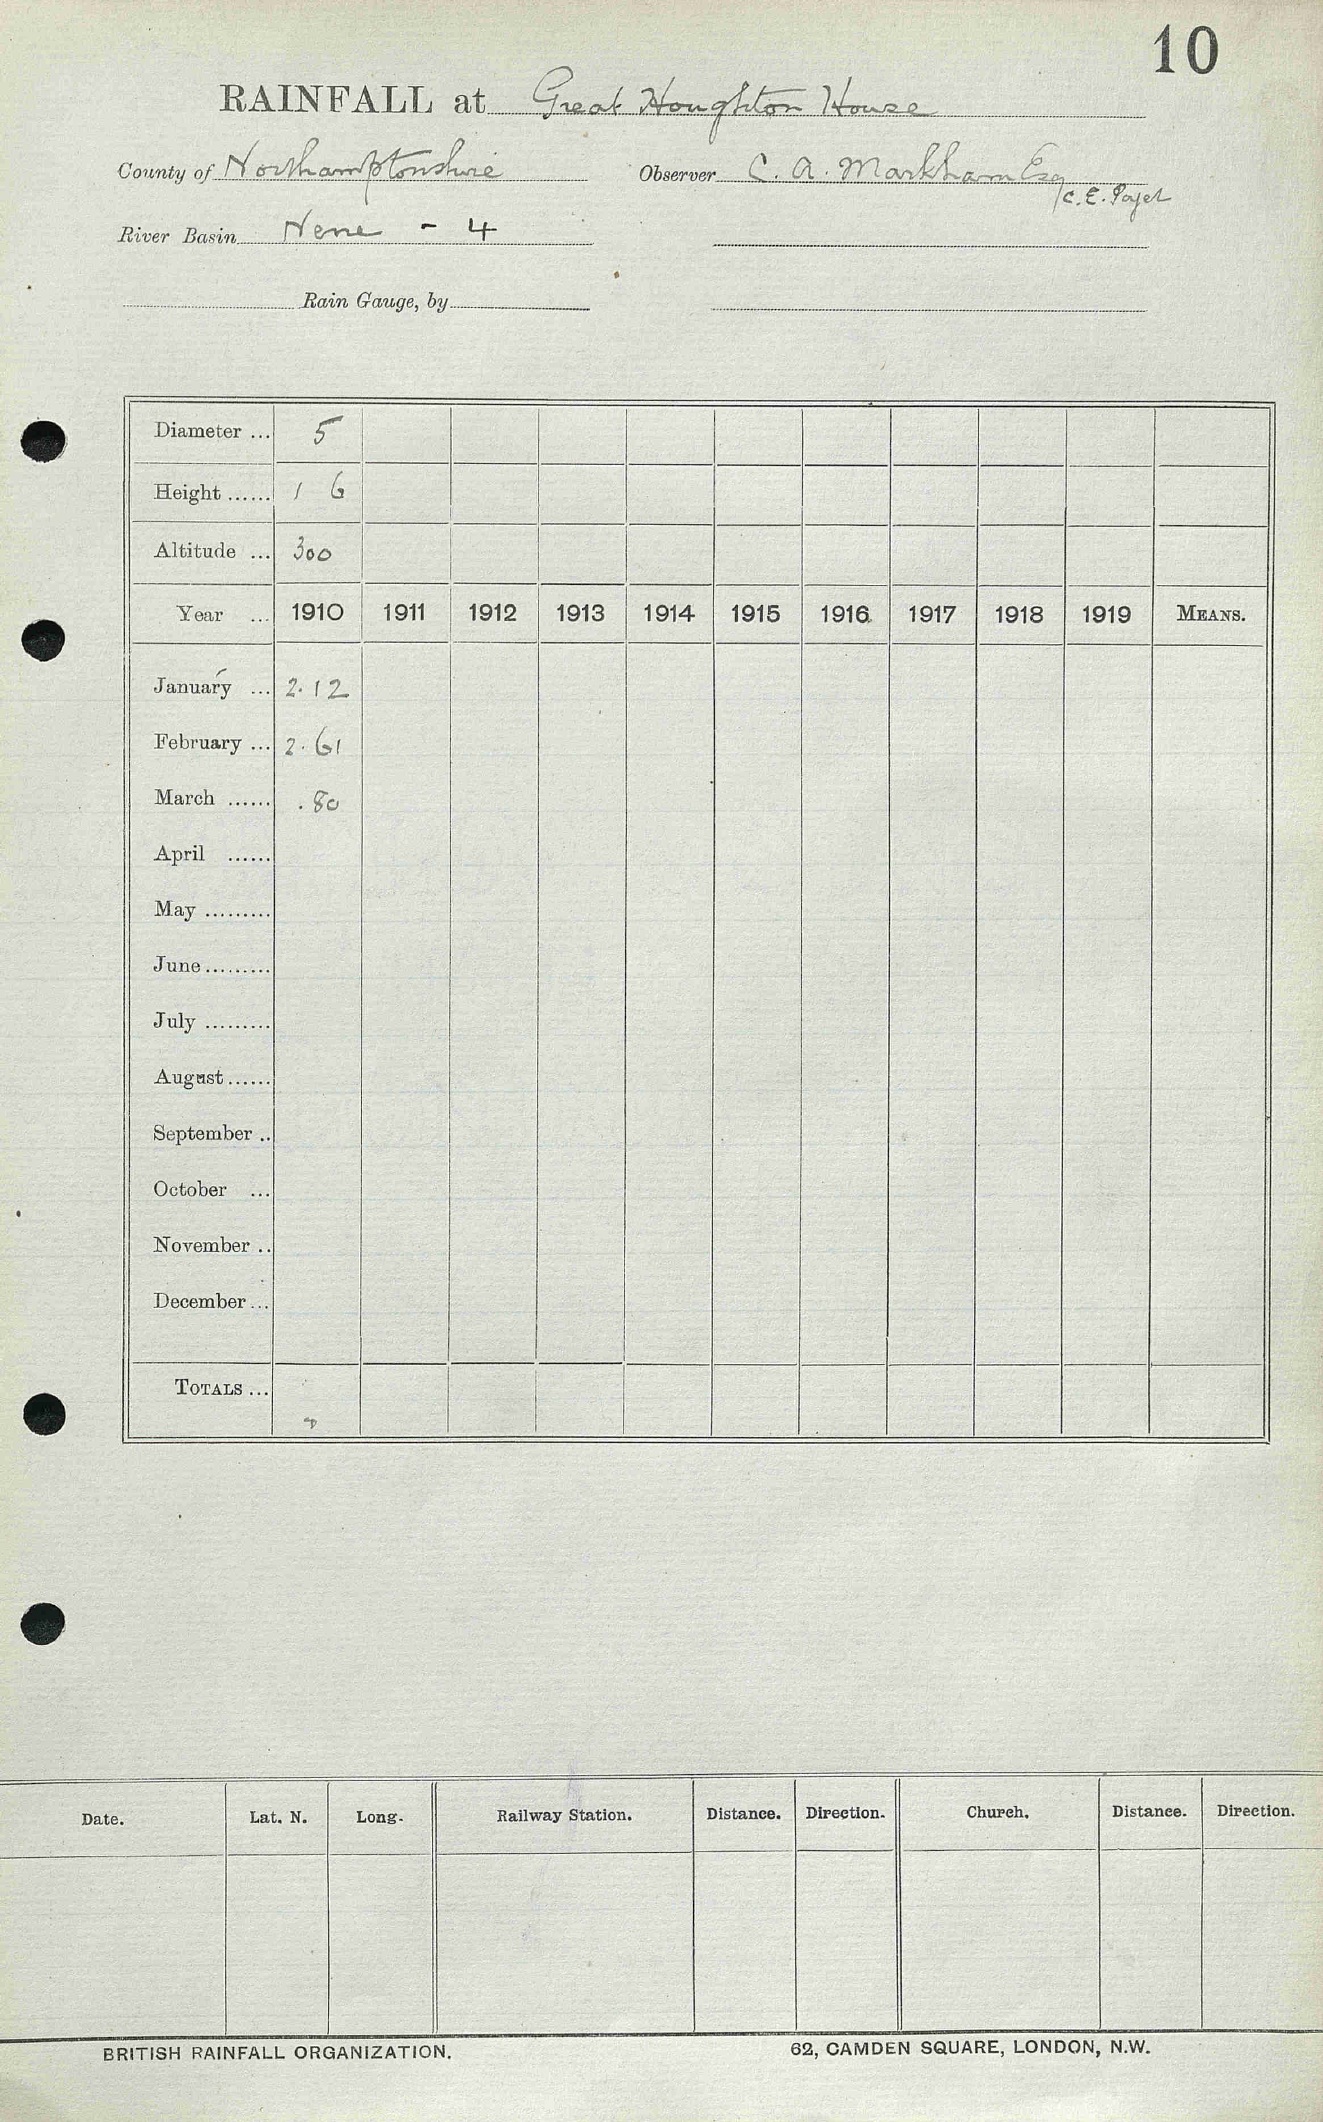 10
RAINFALL at Great Houghton House
County of Northamptonshire Observer C. A. Markham Esq
/C. E. Paget
River Basin Nene - 4
Rain Gauge, by
Diameter ... 5
Height ...... 1 6
Altitude ... 300
Year ... 1910 1911 1912 1913 1914 1915 1916 1917 1918 1919 MEANS.
January ... 2.12
February ... 2.61
March ...... .80
April ......
May .........
June .........
July .........
August ......
September ..
October ...
November ..
December ...
TOTALS ...
Date. Lat. N. Long. Railway Station. Distance. Direction. Church. Distance. Direction.
BRITISH RAINFALL ORGANIZATION. 62, CAMDEN SQUARE, LONDON, N.W.